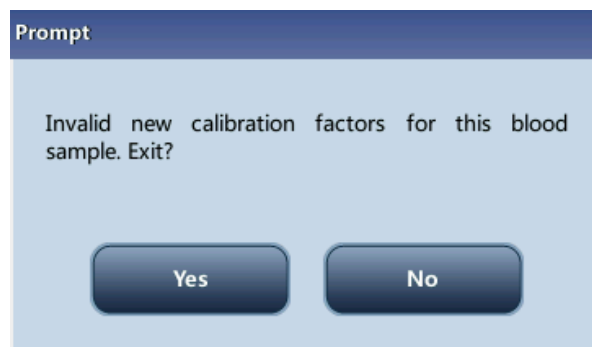 Prompt
Invalid new calibration factors for this blood
sample. Exit?
Yes
No